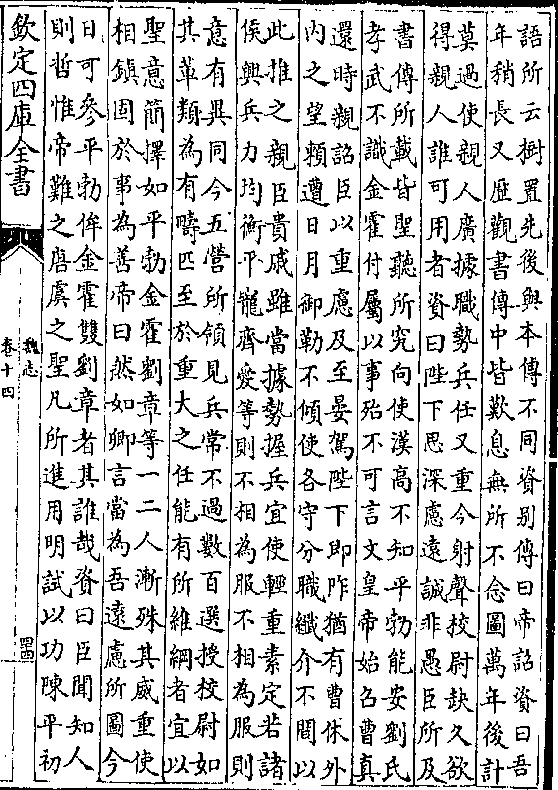 語所云樹置先後與本傳不同資别傳曰帝詔資曰吾
年稍長又歷觀書傳中皆歎息無所不念圖萬年後計
莫過使親人廣據職勢兵任又重今射聲校尉缺久欲
得親人誰可用者資曰陛下思深慮遠誠非愚臣所及
書傳所載皆聖聽所究向使漢高不知平勃能安劉氏
孝武不識金霍付屬以事殆不可言文皇帝始召曹真
還時親詔臣以重慮及至晏駕陛下即阼猶有曹休外
内之望賴遭日月御勒不傾使各守分職纖介不間以
此推之親臣貴戚雖當據勢握兵宜使輕重素定若諸
侯興兵力均衡平寵齊愛等則不相為服不相為服則
意有異同今五營所領見兵常不過數百選授校尉如
其輩類為有疇匹至於重大之任能有所維綱者宜以
聖意簡擇如平勃金霍劉章等一二人漸殊其威重使
相鎮固於事為善帝曰然如卿言當為吾遠慮所圖今
日可參平勃侔金霍雙劉章者其誰哉資曰臣聞知人
則哲惟帝難之唐虞之聖凡所進用明試以功陳平初
欽定四庫全書
魏志
卷十四
四四